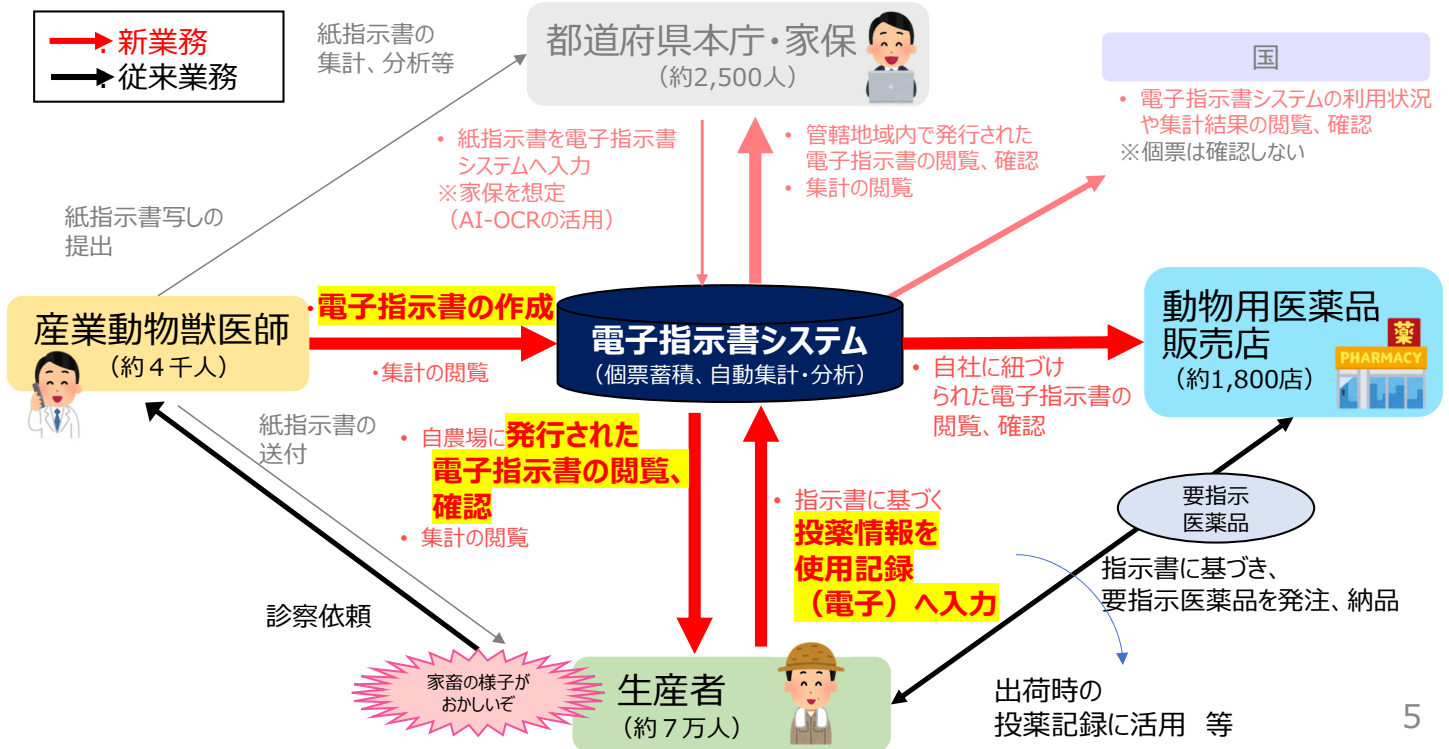 新業務
従来業務
紙指示書の
集計、分析等
都道府県本庁・家保
（約2,500人）
国
• 電子指示書システムの利用状況
や集計結果の閲覧、確認
※個票は確認しない
• 紙指示書を電子指示書
システムへ入力
※家保を想定
（AI-OCRの活用）
• 管轄地域内で発行された
電子指示書の閲覧、確認
• 集計の閲覧
紙指示書写しの
提出
産業動物獣医師
（約４千人）
・電子指示書の作成
・集計の閲覧
電子指示書システム
（個票蓄積、自動集計・分析）
• 自社に紐づけ
られた電子指示書の
閲覧、確認
動物用医薬品
販売店
（約1,800店）
薬
PHARMACY
紙指示書の
送付
• 自農場に発行された
電子指示書の閲覧、
確認
• 集計の閲覧
• 指示書に基づく
投薬情報を
使用記録
（電子）へ入力
要指示
医薬品
指示書に基づき、
要指示医薬品を発注、納品
診察依頼
家畜の様子が
おかしいぞ
生産者
（約７万人）
出荷時の
投薬記録に活用　等
5